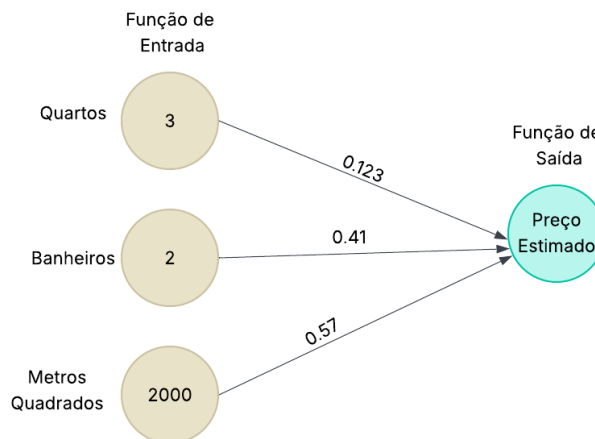 Função de
Entrada
Quartos
3
0.123
Função de
Saída
Banheiros
2
0.41
Preço
Estimado
0.57
Metros
Quadrados
2000